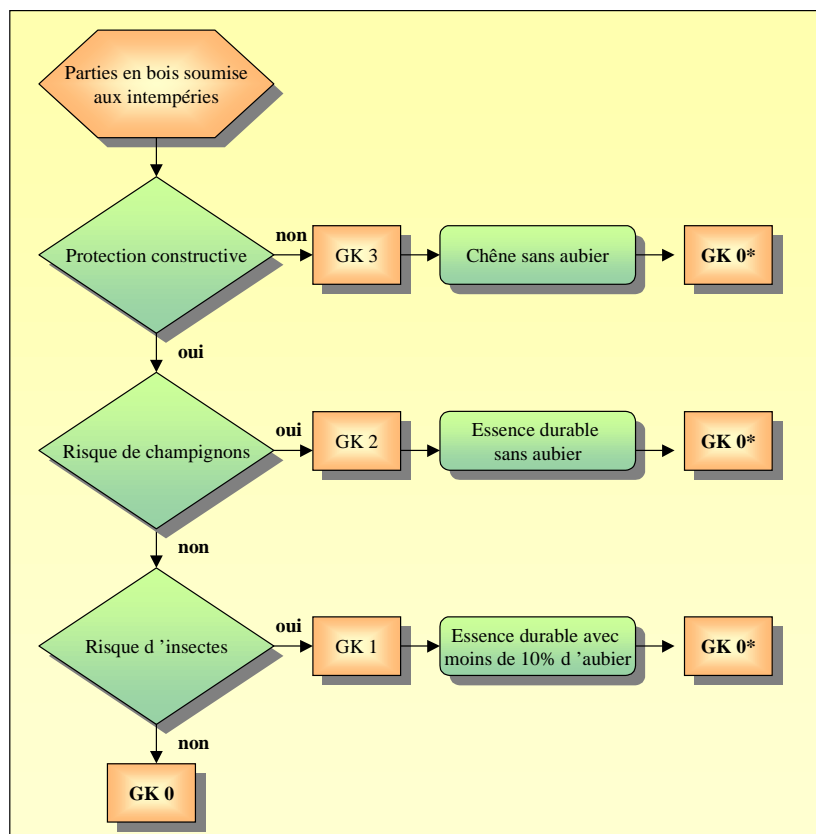 Parties en bois soumise
aux intempéries
Protection constructive
non
GK 3
Chêne sans aubier
GK 0*
oui
Risque de champignons
oui
GK 2
Essence durable
sans aubier
GK 0*
non
Risque d ’insectes
oui
GK 1
Essence durable avec
moins de 10% d ’aubier
GK 0*
non
GK 0